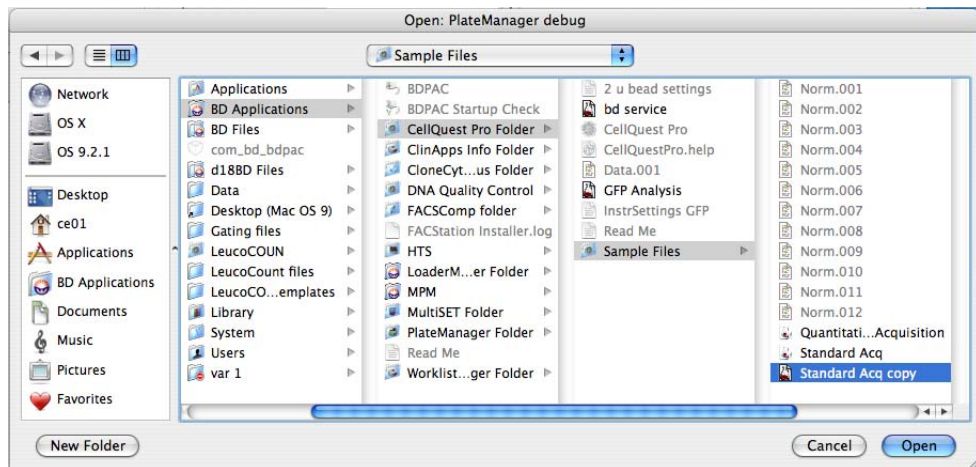 Open: PlateManager debug
Sample Files
Network
OS X
OS 9.2.1
Desktop
ce01
Applications
BD Applications
Documents
Music
Pictures
Favorites
Applications
BD Applications
BD Files
com_bd_bdpac
d18BD Files
Data
Desktop (Mac OS 9)
Gating files
LeucoCOUN
LeucoCount files
LeucoCO...emplates
Library
System
Users
var 1
BDPAC
BDPAC Startup Check
CellQuest Pro Folder
ClinApps Info Folder
CloneCyt...us Folder
DNA Quality Control
FACSComp folder
FACStation Installer.log
HTS
LoaderM...er Folder
MPM
MultiSET Folder
PlateManager Folder
Read Me
Worklist...ger Folder
2 u bead settings
bd service
CellQuest Pro
CellQuestPro.help
Data.001
GFP Analysis
InstrSettings GFP
Read Me
Sample Files
Norm.001
Norm.002
Norm.003
Norm.004
Norm.005
Norm.006
Norm.007
Norm.008
Norm.009
Norm.010
Norm.011
Norm.012
Quantitati...Acquisition
Standard Acq
Standard Acq copy
New Folder
Cancel
Open